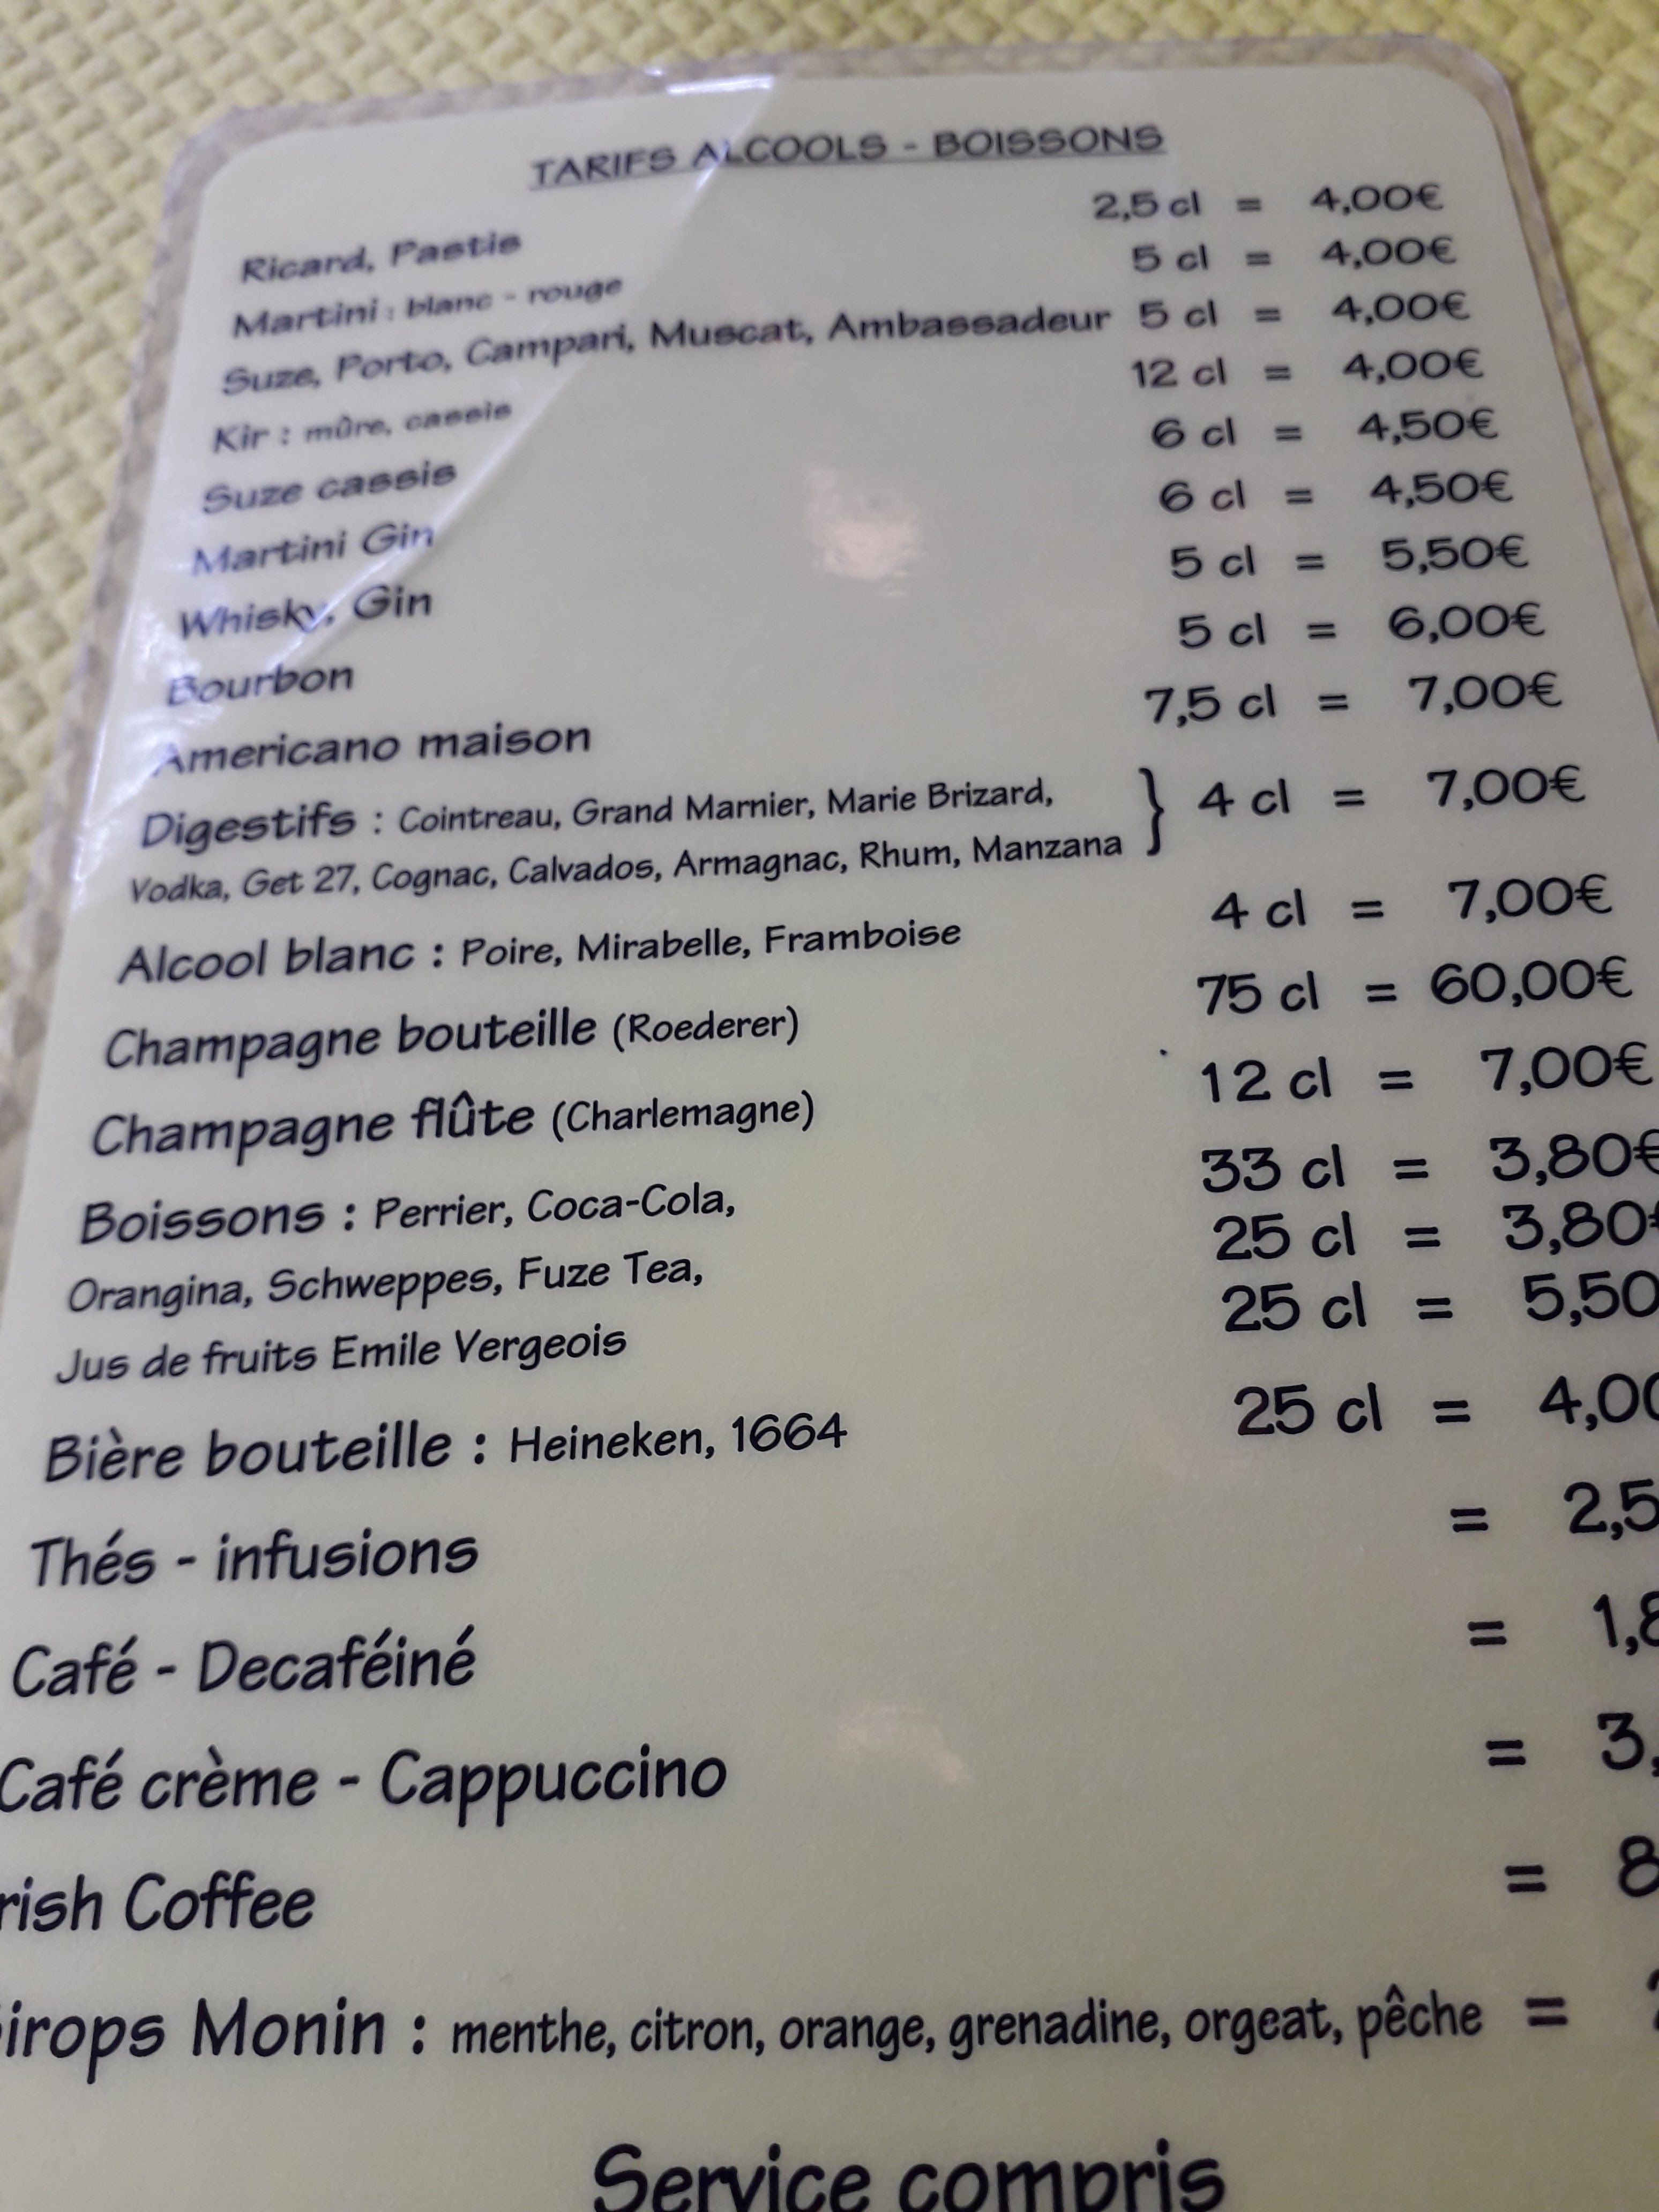 TARIFS ALCOOLS - BOISSONS
Ricard, Pastis 2,5 cl = 4,00€
Martini : blanc - rouge 5 cl = 4,00€
Suze, Porto, Campari, Muscat, Ambassadeur 5 cl = 4,00€
Kir : mûre, cassis 12 cl = 4,00€
Suze cassis 6 cl = 4,50€
Martini Gin 6 cl = 4,50€
Whisky, Gin 5 cl = 5,50€
Bourbon 5 cl = 6,00€
Americano maison 7,5 cl = 7,00€
Digestifs : Cointreau, Grand Marnier, Marie Brizard,
Vodka, Get 27, Cognac, Calvados, Armagnac, Rhum, Manzana } 4 cl = 7,00€
Alcool blanc : Poire, Mirabelle, Framboise 4 cl = 7,00€
Champagne bouteille (Roederer) 75 cl = 60,00€
Champagne flûte (Charlemagne) 12 cl = 7,00€
Boissons : Perrier, Coca-Cola, 33 cl = 3,80€
Orangina, Schweppes, Fuze Tea, 25 cl = 3,80€
Jus de fruits Emile Vergeois 25 cl = 5,50
Bière bouteille : Heineken, 1664 25 cl = 4,00
Thés - infusions = 2,5
Café - Decaféiné = 1,8
Café crème - Cappuccino = 3,
rish Coffee = 8
irops Monin : menthe, citron, orange, grenadine, orgeat, pêche =
Service compris